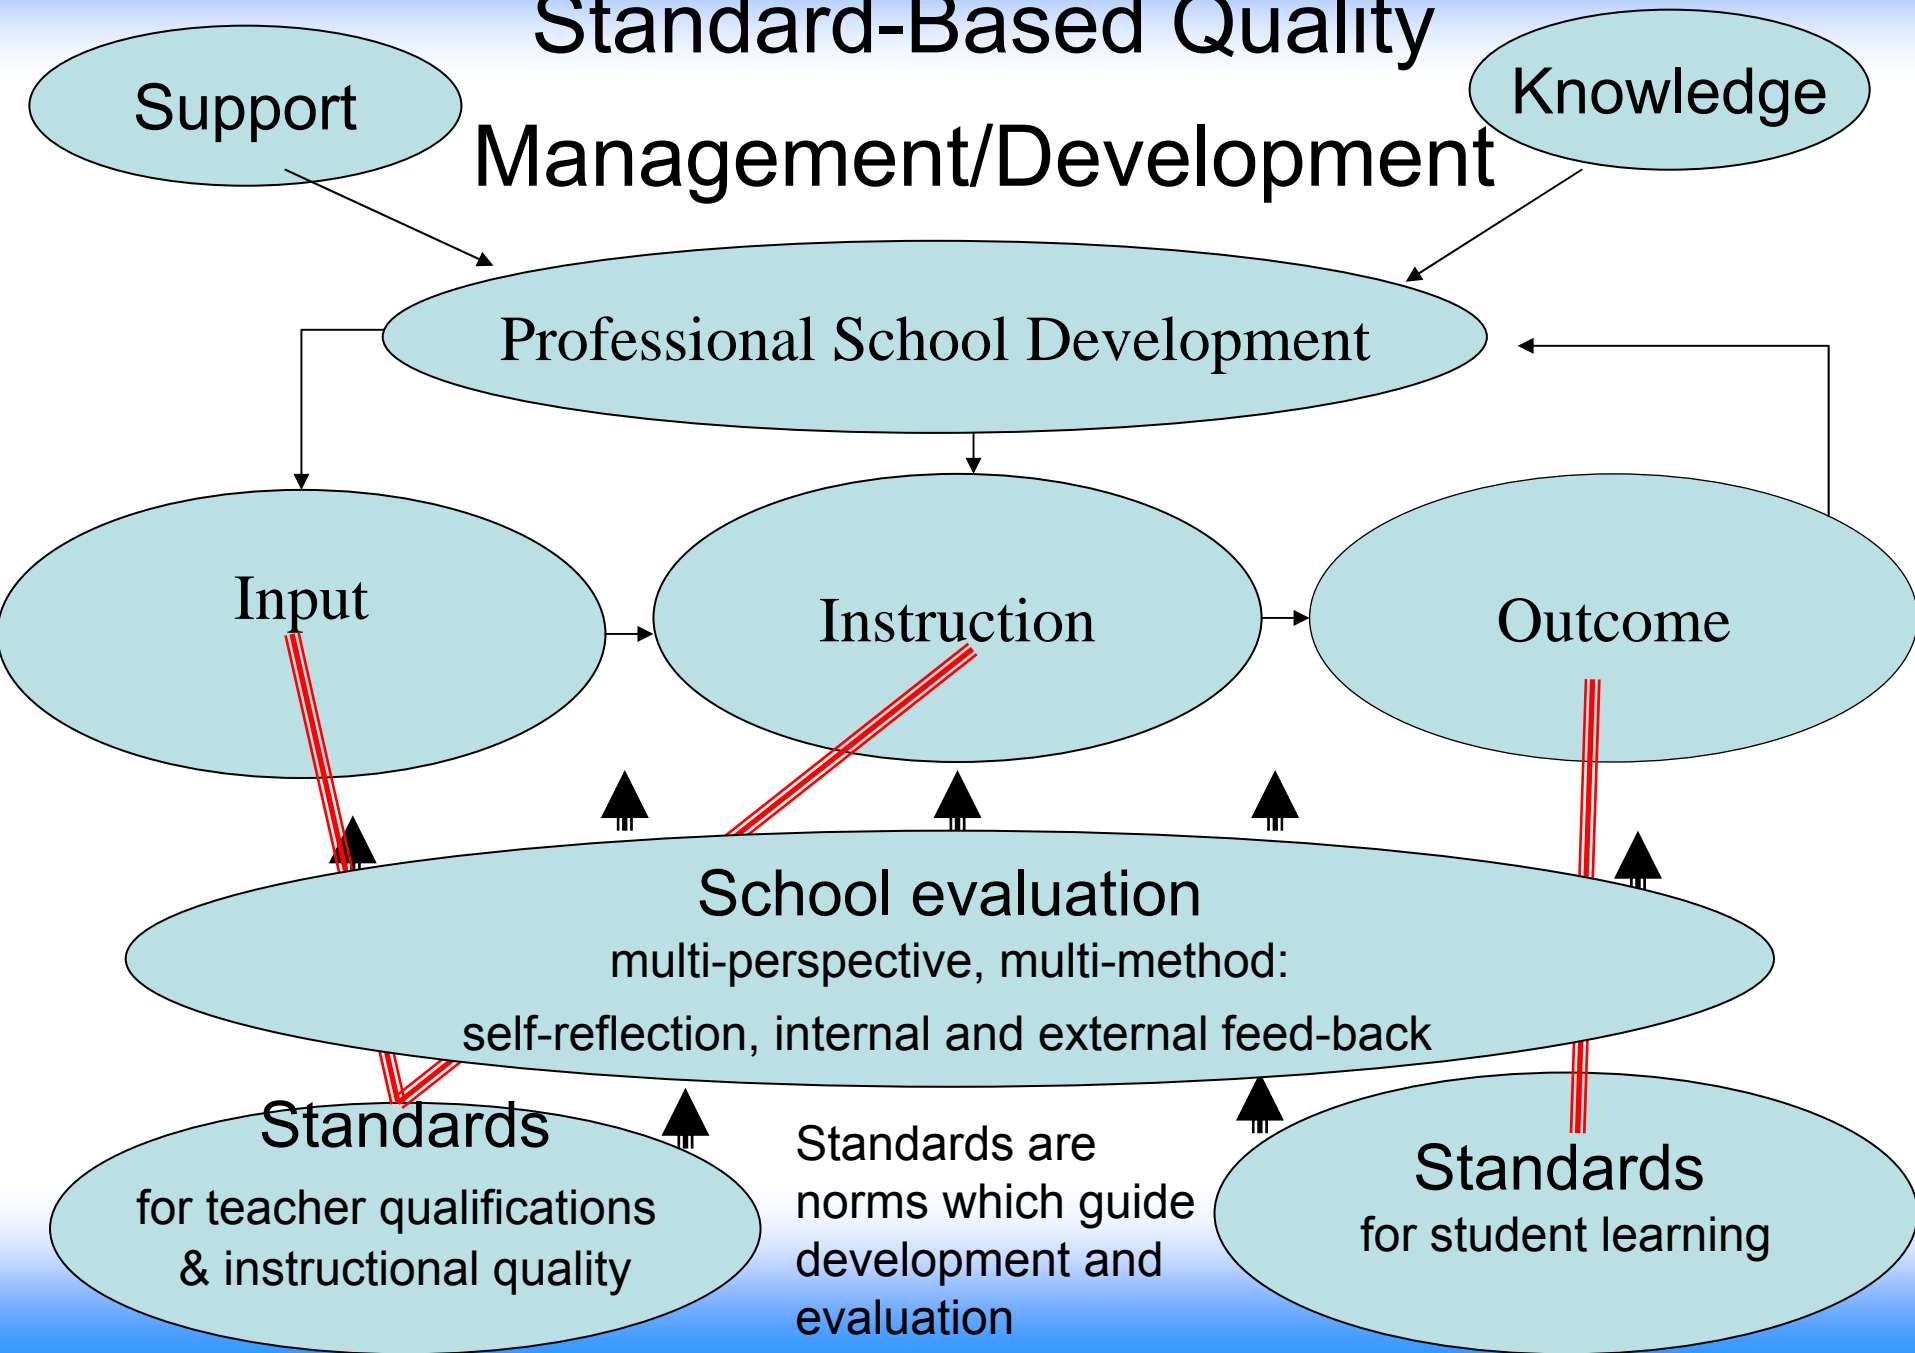 Standard-Based Quality
Management/Development
Support
Knowledge
Professional School Development
Input
Instruction
Outcome
School evaluation
multi-perspective, multi-method:
self-reflection, internal and external feed-back
Standards
for teacher qualifications
& instructional quality
Standards are
norms which guide
development and
evaluation
Standards
for student learning